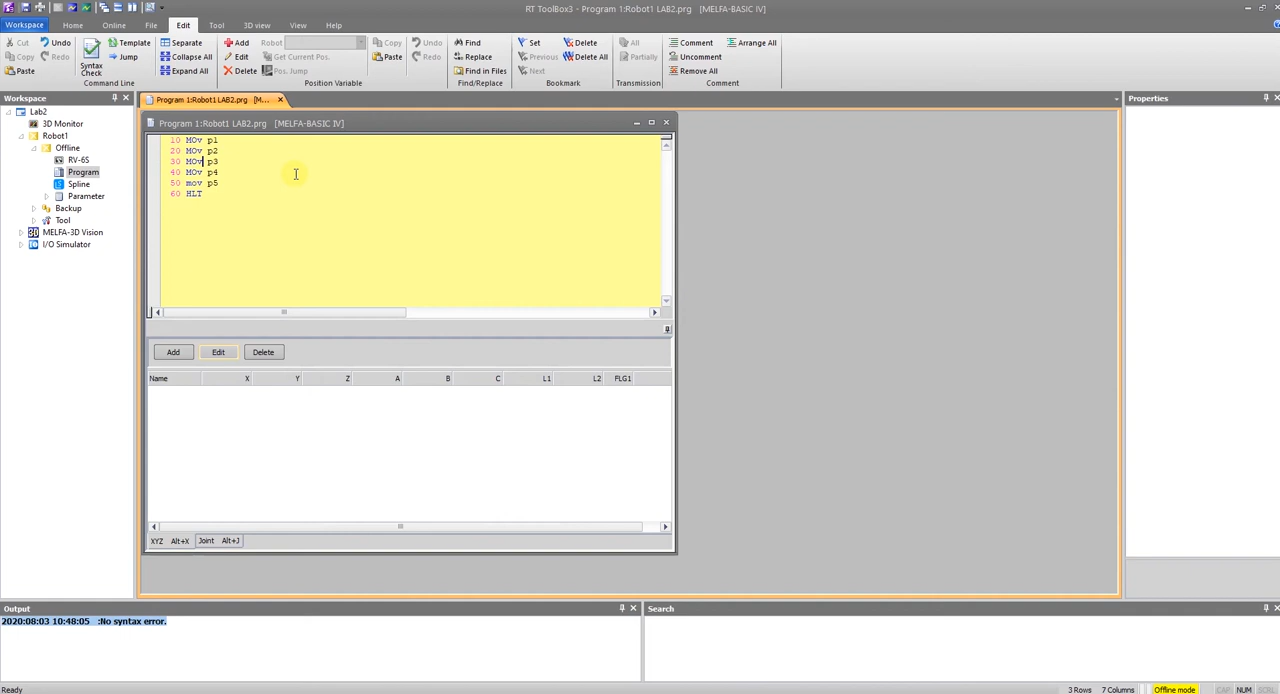 RT ToolBox3 - Program 1:Robot1 LAB2.prg [MELFA-BASIC IV]
Workspace Home Online File Edit Tool 3D view View Help
Cut Undo Template Separate Add Robot Copy Undo Find Set Delete All Comment Arrange All
Copy Redo Jump Collapse All Edit Get Current Pos. Paste Redo Replace Previous Delete All Partially Uncomment
Paste Syntax Check Expand All Delete Pos. Jump Find in Files Next Remove All
Command Line Position Variable Find/Replace Bookmark Transmission Comment
Workspace
Program 1:Robot1 LAB2.prg [M...
Properties
Lab2
3D Monitor
Robot1
Offline
RV-6S
Program
Spline
Parameter
Backup
Tool
MELFA-3D Vision
I/O Simulator
Program 1:Robot1 LAB2.prg [MELFA-BASIC IV]
10 MOv p1
20 MOv p2
30 MOv p3
40 MOv p4
50 mov p5
60 HLT
Add Edit Delete
Name X Y Z A B C L1 L2 FLG1
XYZ Alt+X Joint Alt+J
Output
2020:08:03 10:48:05 :No syntax error.
Search
Ready
3 Rows 7 Columns Offline mode CAP NUM SCRL